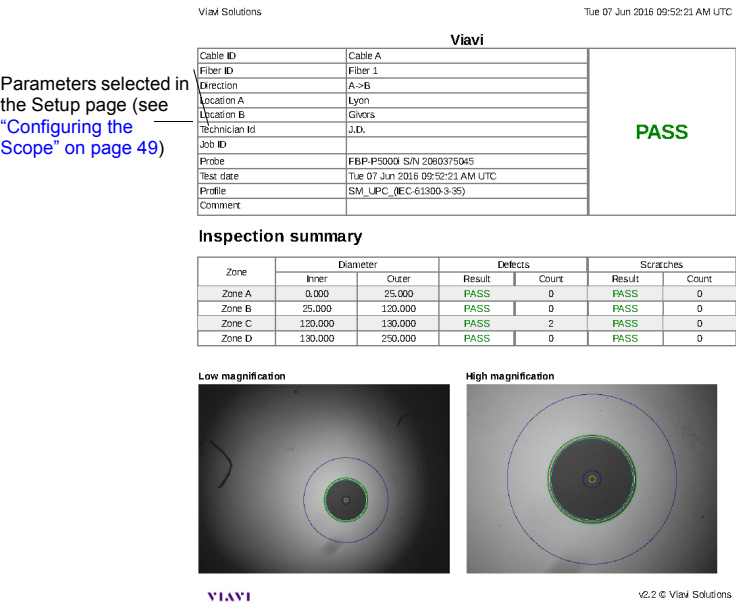 Viavi Solutions Tue 07 Jun 2016 09:52:21 AM UTC
Viavi
Parameters selected in
the Setup page (see
“Configuring the
Scope” on page 49)
Cable ID Cable A
Fiber ID Fiber 1
Direction A->B
Location A Lyon
Location B Givors
Technician Id J.D.
Job ID
Probe FBP-P5000i S/N 2080375045
Test date Tue 07 Jun 2016 09:52:21 AM UTC
Profile SM_UPC_(IEC-61300-3-35)
Comment
PASS
Inspection summary
Zone Diameter Defects Scratches
Inner Outer Result Count Result Count
Zone A 0.000 25.000 PASS 0 PASS 0
Zone B 25.000 120.000 PASS 0 PASS 0
Zone C 120.000 130.000 PASS 2 PASS 0
Zone D 130.000 250.000 PASS 0 PASS 0
Low magnification High magnification
VIAVI v2.2 © Viavi Solutions